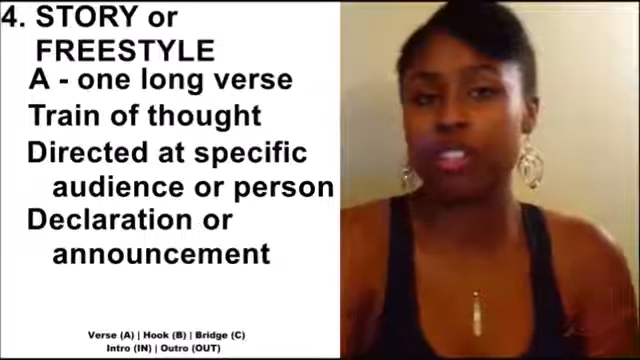 4. STORY or
FREESTYLE
A - one long verse
Train of thought
Directed at specific
audience or person
Declaration or
announcement
Verse (A) | Hook (B) | Bridge (C)
Intro (IN) | Outro (OUT)